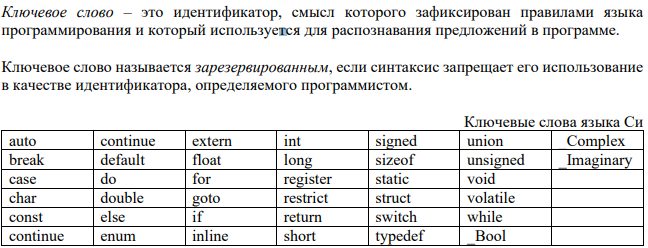 Ключевое слово – это идентификатор, смысл которого зафиксирован правилами языка
программирования и который используется для распознавания предложений в программе.
Ключевое слово называется зарезервированным, если синтаксис запрещает его использование
в качестве идентификатора, определяемого программистом.
Ключевые слова языка Си
auto continue extern int signed union Complex
break default float long sizeof unsigned _Imaginary
case do for register static void
char double goto restrict struct volatile
const else if return switch while
continue enum inline short typedef _Bool